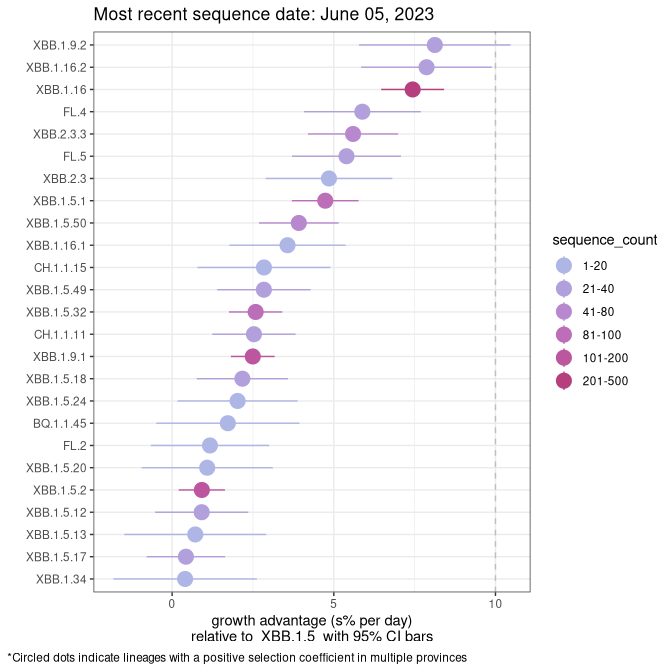 Most recent sequence date: June 05, 2023
XBB.1.9.2
XBB.1.16.2
XBB.1.16
FL.4
XBB.2.3.3
FL.5
XBB.2.3
XBB.1.5.1
XBB.1.5.50
XBB.1.16.1
CH.1.1.15
XBB.1.5.49
XBB.1.5.32
CH.1.1.11
XBB.1.9.1
XBB.1.5.18
XBB.1.5.24
BQ.1.1.45
FL.2
XBB.1.5.20
XBB.1.5.2
XBB.1.5.12
XBB.1.5.13
XBB.1.5.17
XBB.1.34
0 5 10
growth advantage (s% per day)
relative to XBB.1.5 with 95% CI bars
sequence_count
1-20
21-40
41-80
81-100
101-200
201-500
*Circled dots indicate lineages with a positive selection coefficient in multiple provinces